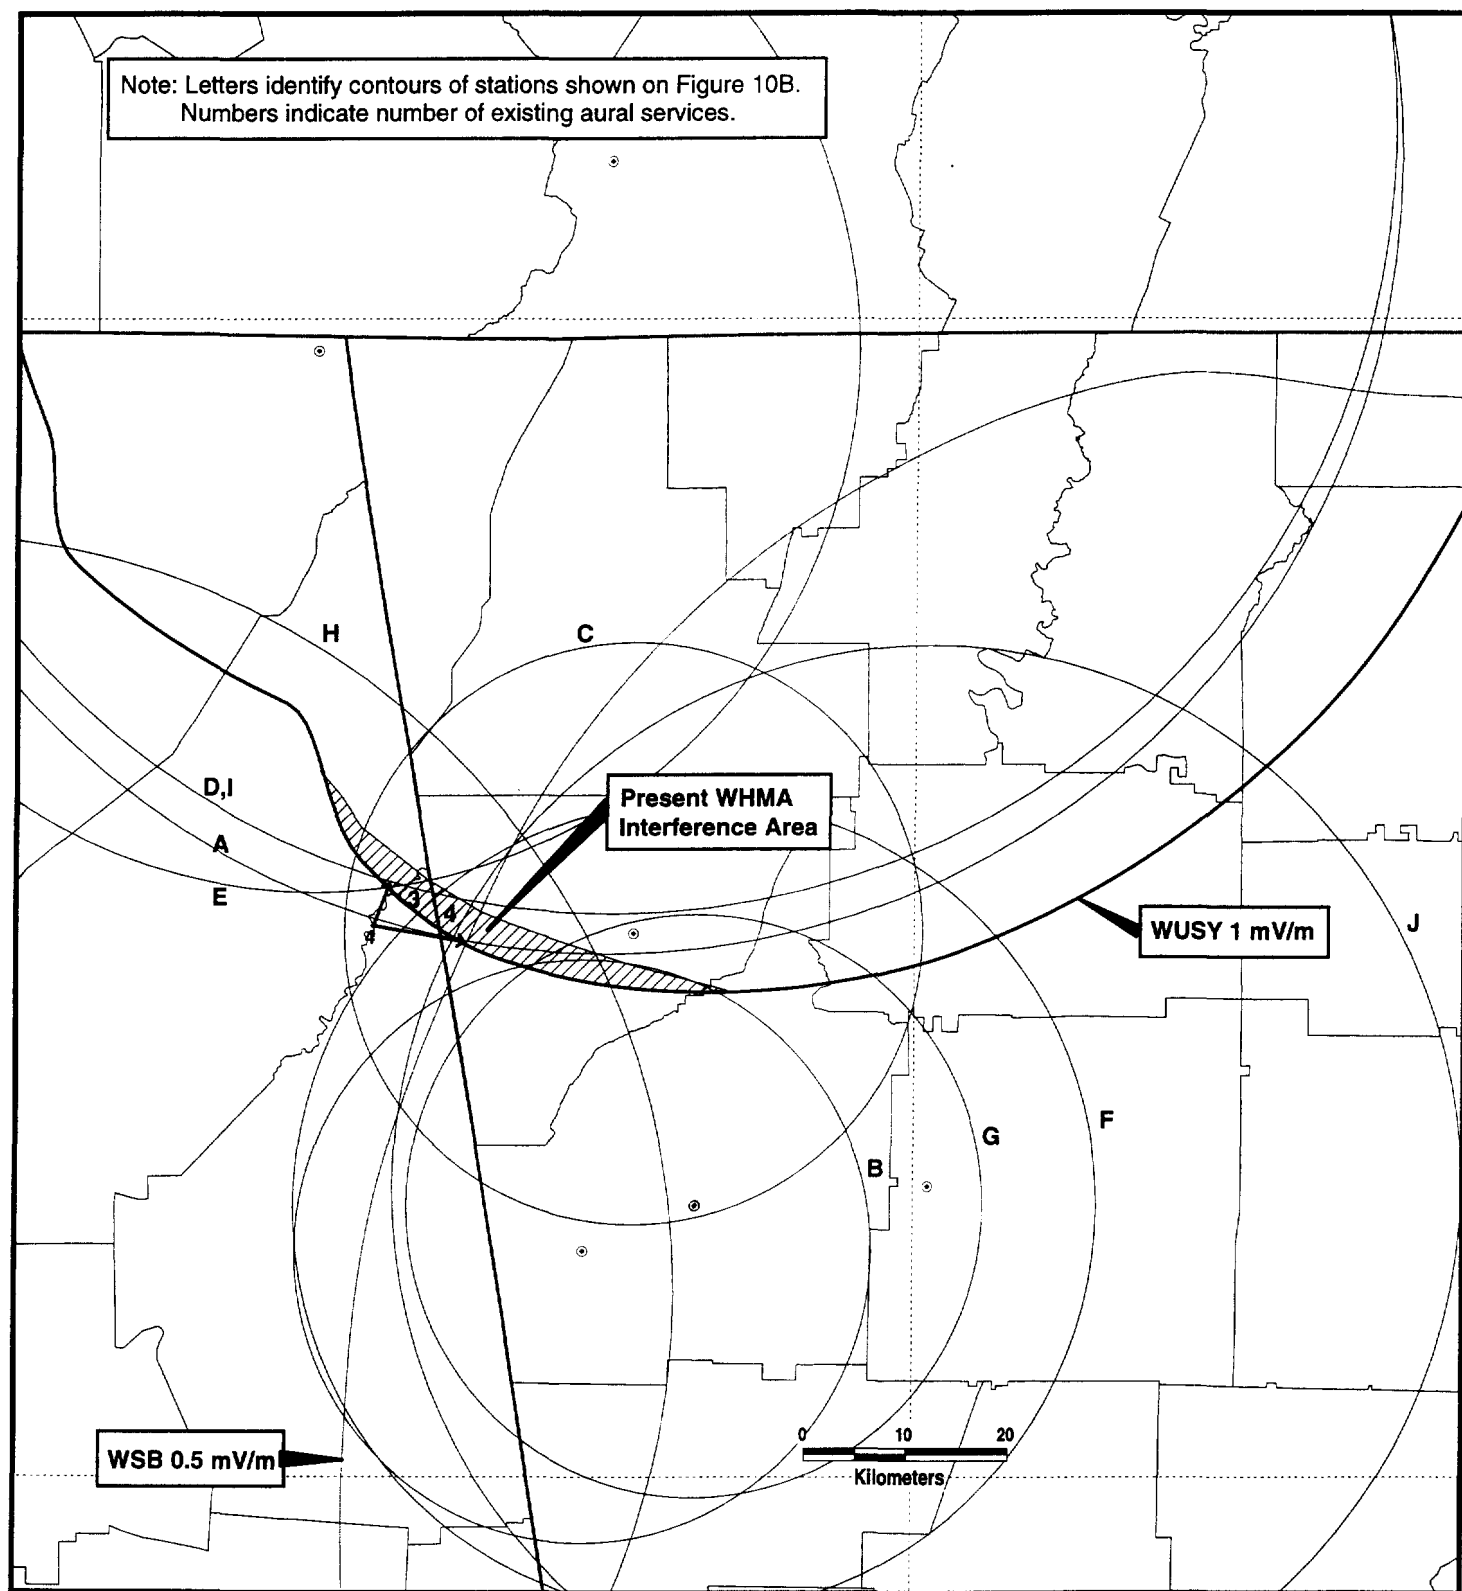 Note: Letters identify contours of stations shown on Figure 10B.
Numbers indicate number of existing aural services.
H
C
D,I
A
E
Present WHMA
Interference Area
3
4
4
WUSY 1 mV/m
J
F
G
B
WSB 0.5 mV/m
0 10 20
Kilometers